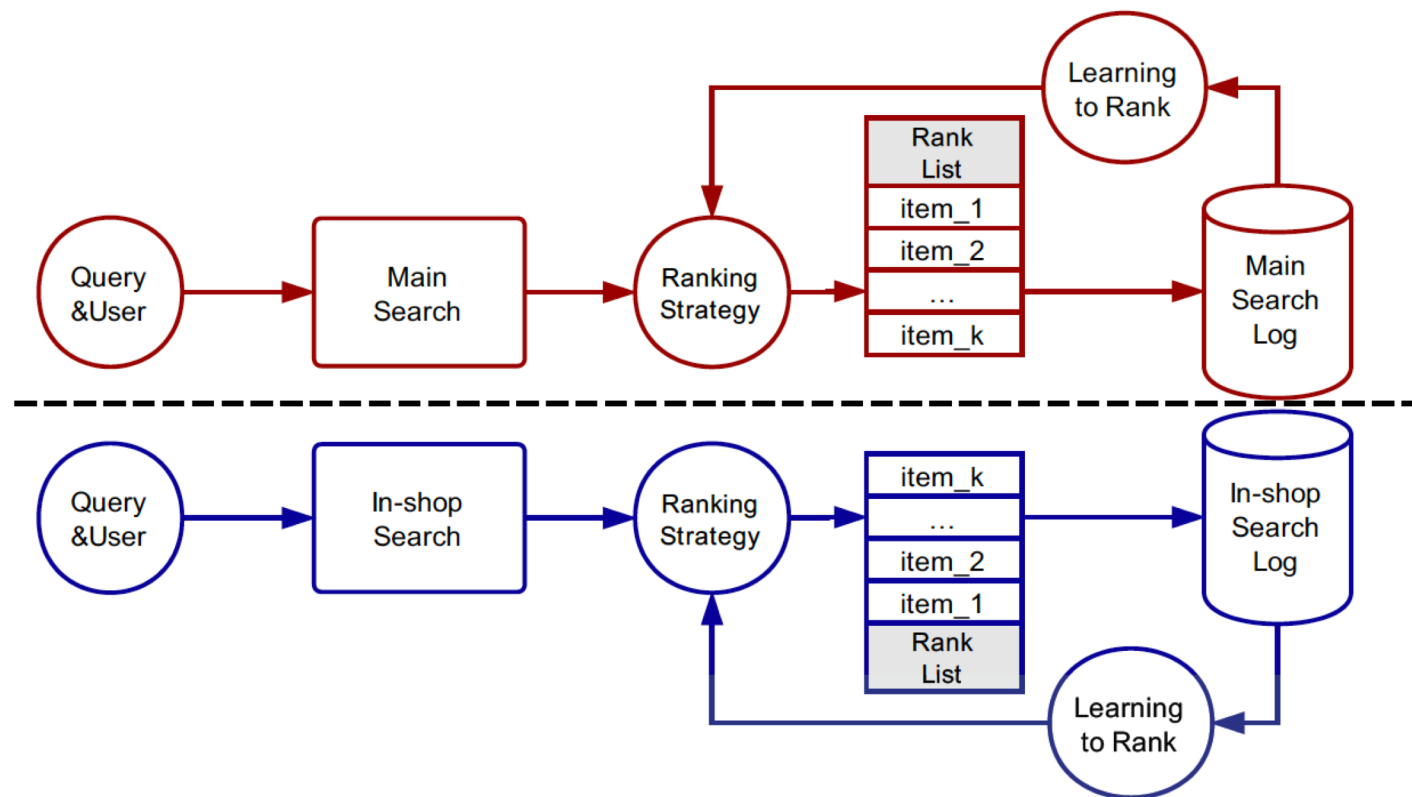 Learning
to Rank
Rank
List
item_1
item_2
...
item_k
Query
&User
Main
Search
Ranking
Strategy
Main
Search
Log
Query
&User
In-shop
Search
Ranking
Strategy
item_k
...
item_2
item_1
Rank
List
In-shop
Search
Log
Learning
to Rank